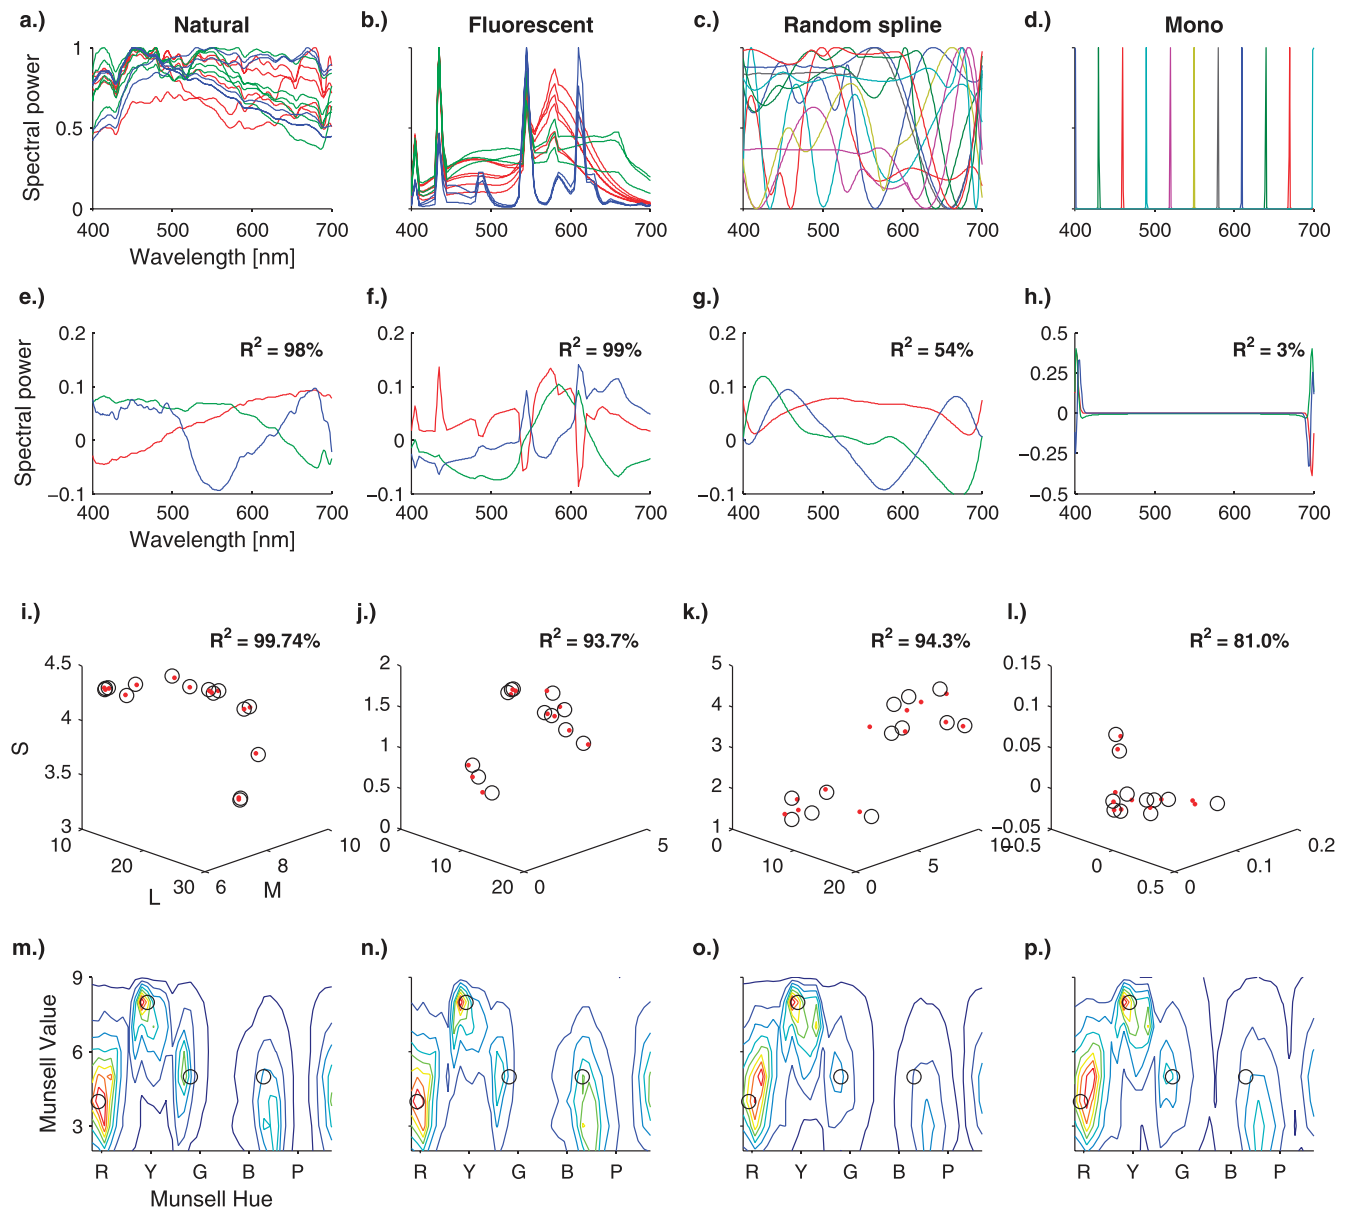 a.) Natural b.) Fluorescent c.) Random spline d.) Mono
Spectral power
1
0.5
0
400 500 600 700 400 500 600 700 400 500 600 700 400 500 600 700
Wavelength [nm]
e.) f.) g.) h.)
Spectral power
0.2 0.2 0.2 0.5
R² = 98% R² = 99% R² = 54% R² = 3%
0.1 0.1 0.1 0.25
0 0 0 0
−0.1 −0.1 −0.1 −0.25
−0.5
400 500 600 700 400 500 600 700 400 500 600 700 400 500 600 700
Wavelength [nm]
i.) j.) k.) l.)
R² = 99.74% R² = 93.7% R² = 94.3% R² = 81.0%
4.5 2 5 0.15
4 1.5 4 0.1
S
3.5 1 3 0.05
0.5 2 0
3 0 1 −0.05
10 20 30 6 8 10
L M
0 10 20 0 5
0 10 20 0 5 10
−0.5 0 0.5 0 0.1 0.2
m.) n.) o.) p.)
Munsell Value
9
6
3
R Y G B P R Y G B P R Y G B P R Y G B P
Munsell Hue